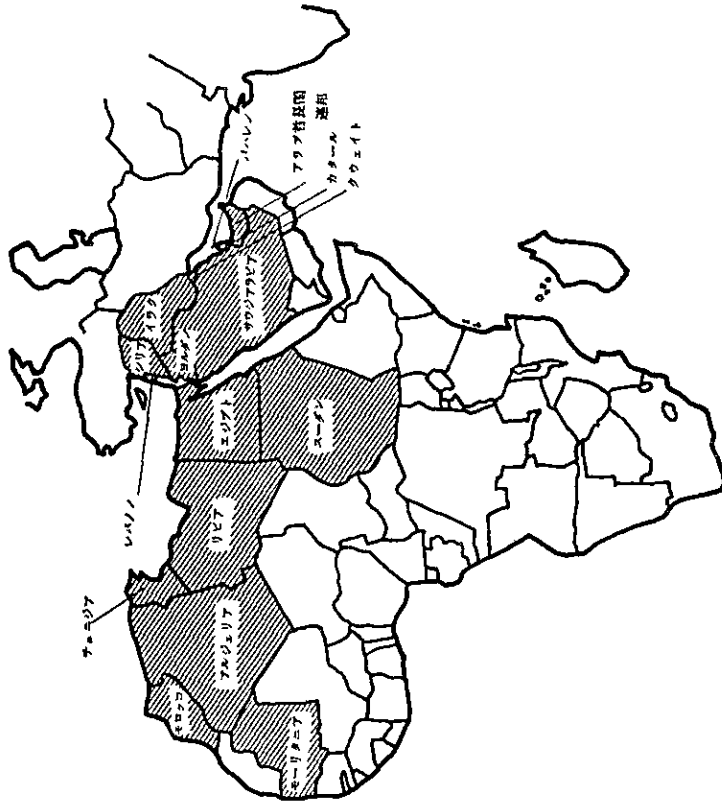 チュニジア
レバノン
モロッコ
アルジェリア
モーリタニア
リビア
エジプト
スーダン
シリア
イラク
ヨルダン
サウジアラビア
バハレン
アラブ首長国
連邦
カタール
クウェイト